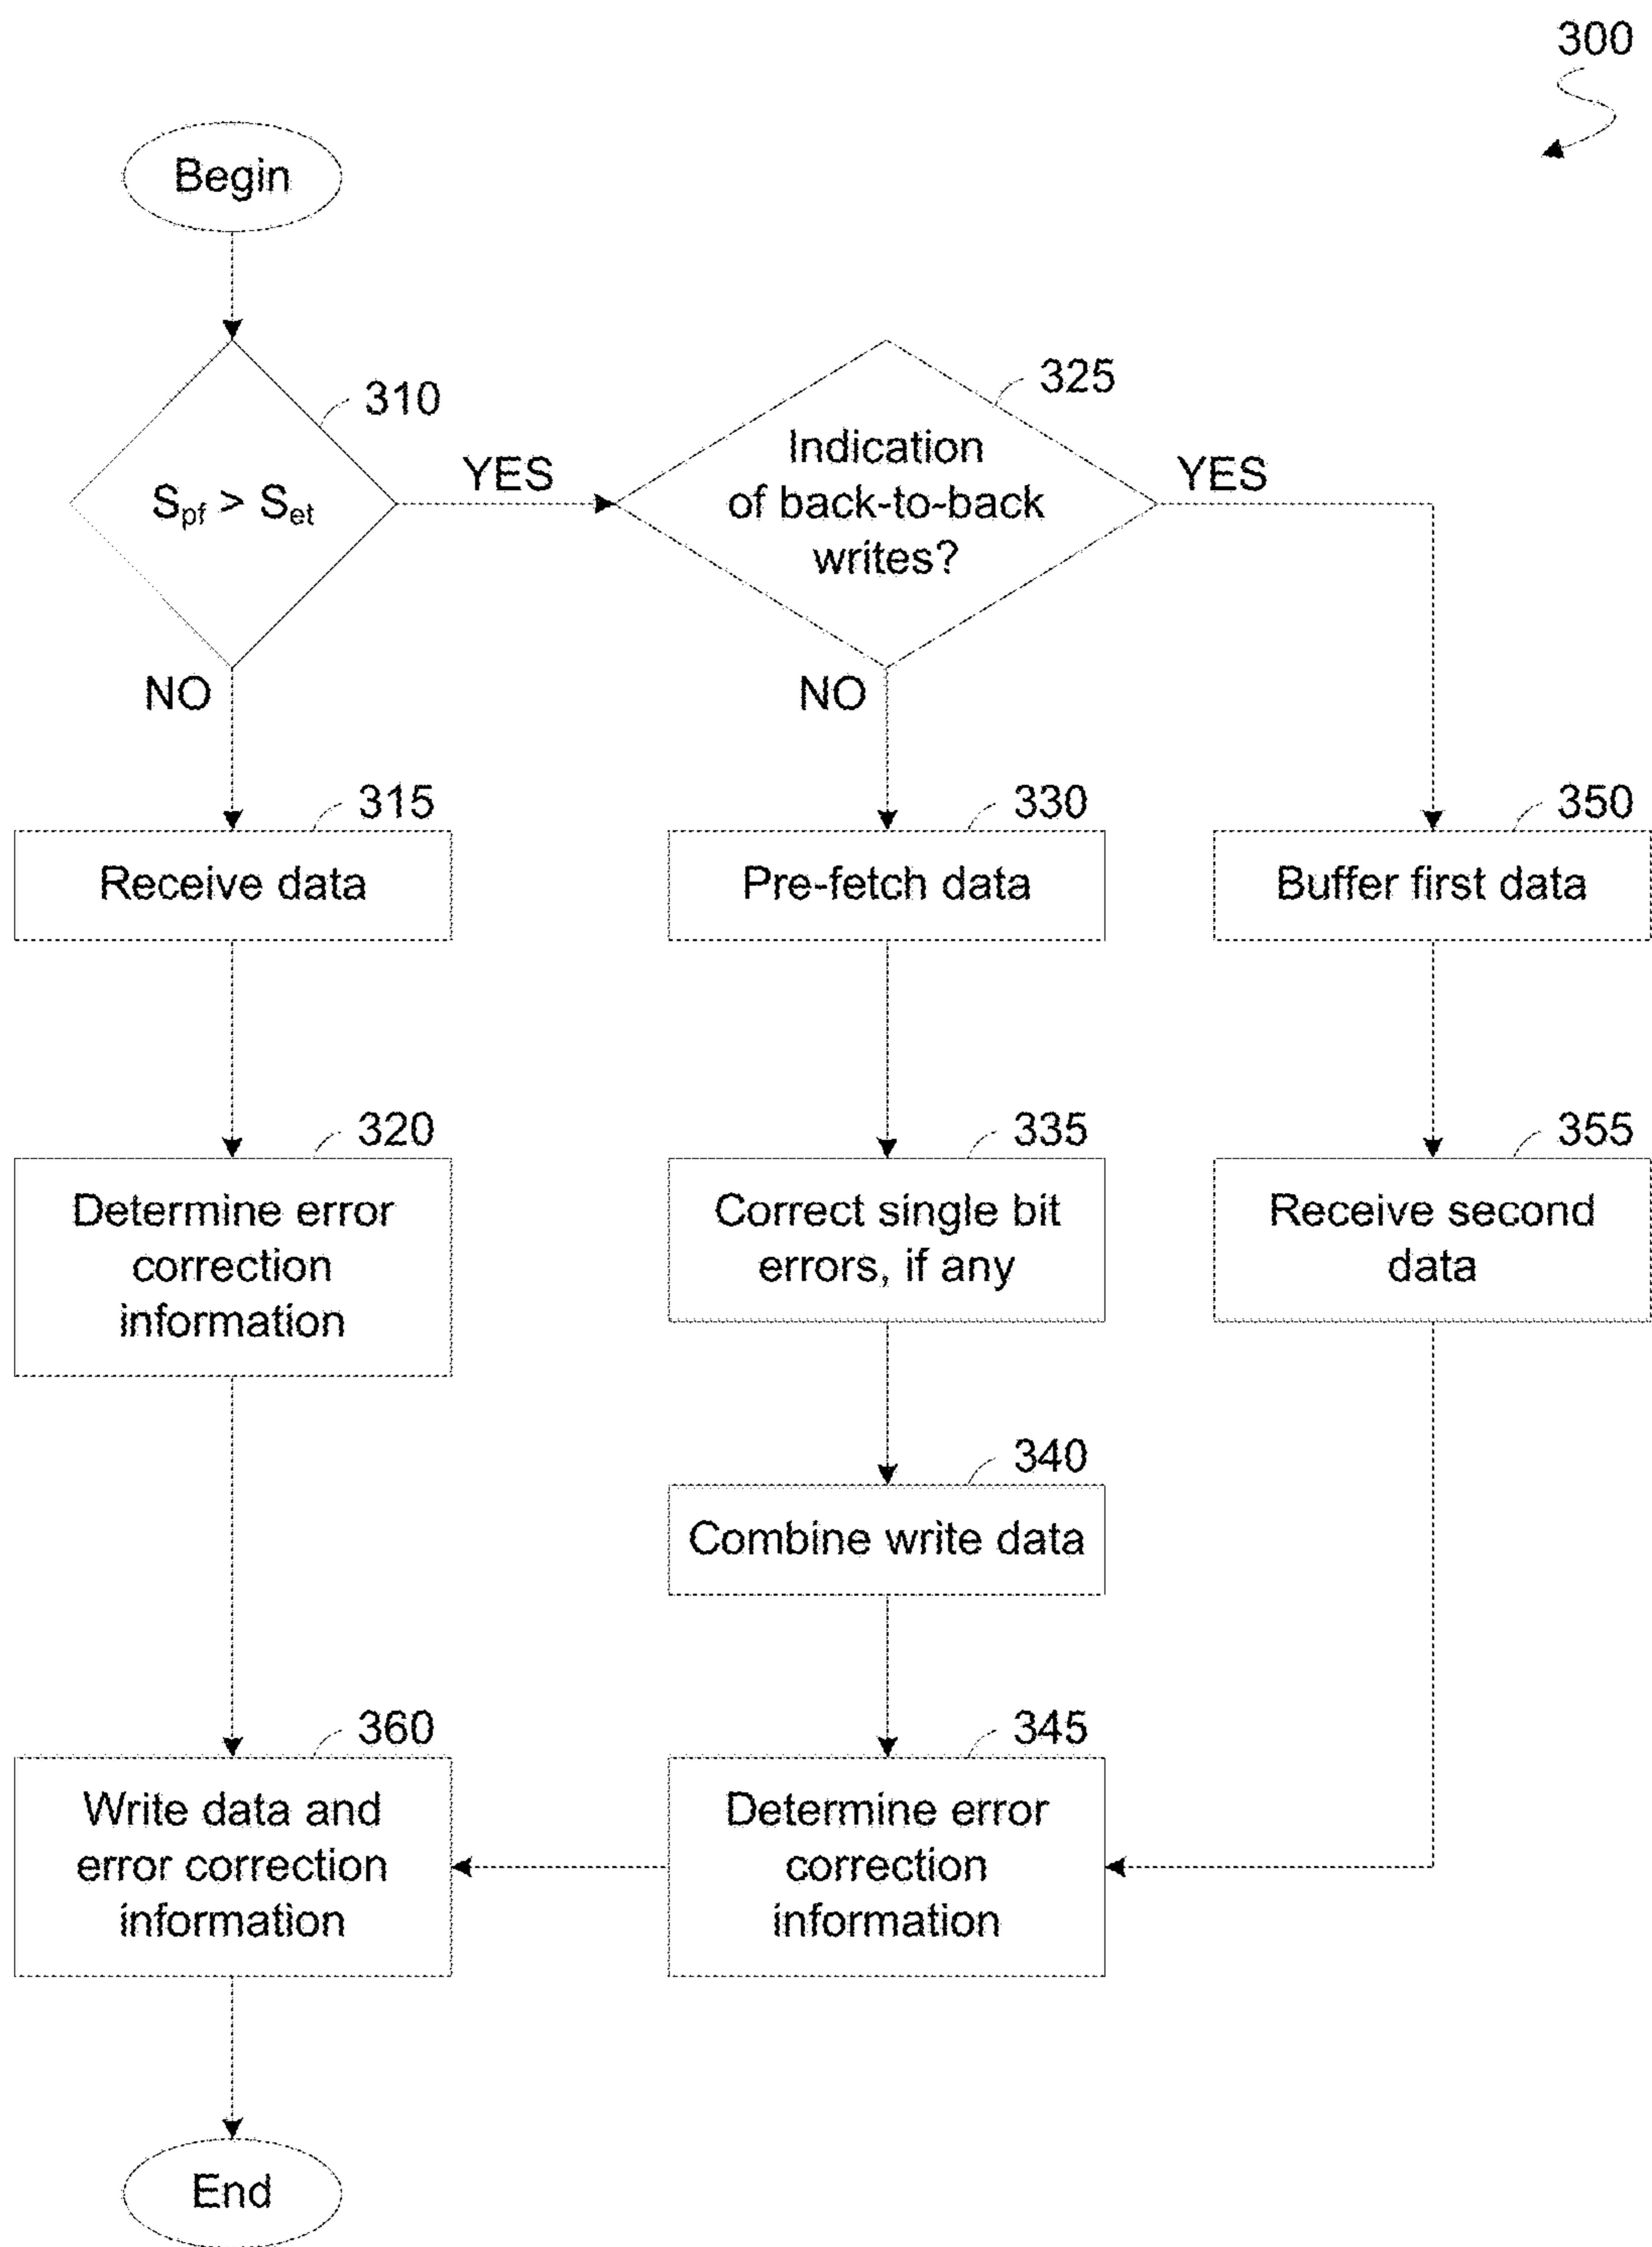 300
Begin
310
S_pf > S_et
YES
NO
325
Indication
of back-to-back
writes?
YES
NO
315
Receive data
330
Pre-fetch data
350
Buffer first data
320
Determine error
correction
information
335
Correct single bit
errors, if any
355
Receive second
data
340
Combine write data
360
Write data and
error correction
information
345
Determine error
correction
information
End